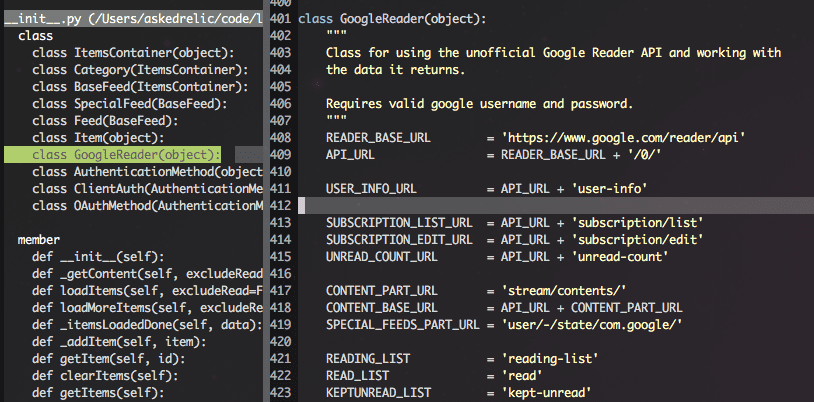 __init__.py (/Users/askedrelic/code/l
class
class ItemsContainer(object):
class Category(ItemsContainer):
class BaseFeed(ItemsContainer):
class SpecialFeed(BaseFeed):
class Feed(BaseFeed):
class Item(object):
class GoogleReader(object):
class AuthenticationMethod(object
class ClientAuth(AuthenticationMe
class OAuthMethod(AuthenticationM
member
def __init__(self):
def _getContent(self, excludeRead
def loadItems(self, excludeRead=F
def loadMoreItems(self, excludeRe
def _itemsLoadedDone(self, data):
def _addItem(self, item):
def getItem(self, id):
def clearItems(self):
def getItems(self):
400
401 class GoogleReader(object):
402 """
403 Class for using the unofficial Google Reader API and working with
404 the data it returns.
405
406 Requires valid google username and password.
407 """
408 READER_BASE_URL = 'https://www.google.com/reader/api'
409 API_URL = READER_BASE_URL + '/0/'
410
411 USER_INFO_URL = API_URL + 'user-info'
412
413 SUBSCRIPTION_LIST_URL = API_URL + 'subscription/list'
414 SUBSCRIPTION_EDIT_URL = API_URL + 'subscription/edit'
415 UNREAD_COUNT_URL = API_URL + 'unread-count'
416
417 CONTENT_PART_URL = 'stream/contents/'
418 CONTENT_BASE_URL = API_URL + CONTENT_PART_URL
419 SPECIAL_FEEDS_PART_URL = 'user/-/state/com.google/'
420
421 READING_LIST = 'reading-list'
422 READ_LIST = 'read'
423 KEPTUNREAD_LIST = 'kept-unread'